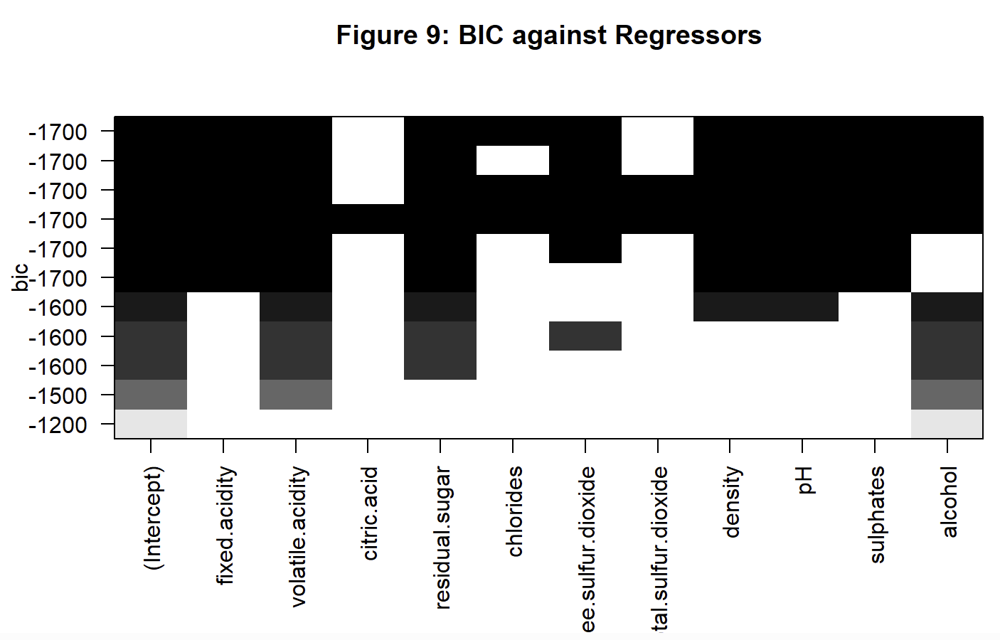 Figure 9: BIC against Regressors
-1700
-1700
-1700
-1700
-1700
-1700
-1600
-1600
-1600
-1500
-1200
bic
(Intercept)
fixed.acidity
volatile.acidity
citric.acid
residual.sugar
chlorides
ee.sulfur.dioxide
tal.sulfur.dioxide
density
pH
sulphates
alcohol